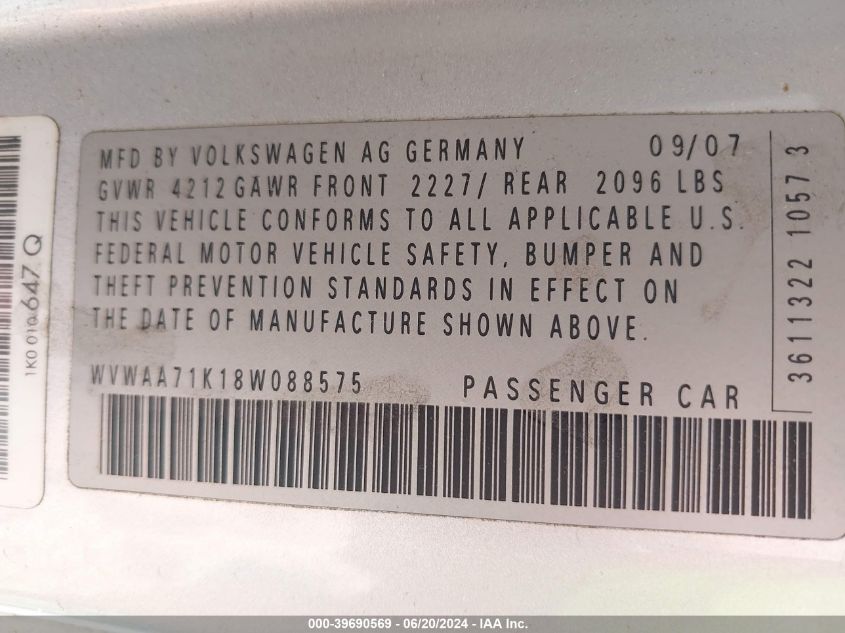 MFD BY VOLKSWAGEN AG GERMANY 09/07
GVWR 4212 GAWR FRONT 2227/ REAR 2096 LBS
THIS VEHICLE CONFORMS TO ALL APPLICABLE U.S.
FEDERAL MOTOR VEHICLE SAFETY, BUMPER AND
THEFT PREVENTION STANDARDS IN EFFECT ON
THE DATE OF MANUFACTURE SHOWN ABOVE.
WVWAA71K18W088575 PASSENGER CAR
3611322 1057 3
1K0 010 647 Q
000-39690569 - 06/20/2024 - IAA Inc.